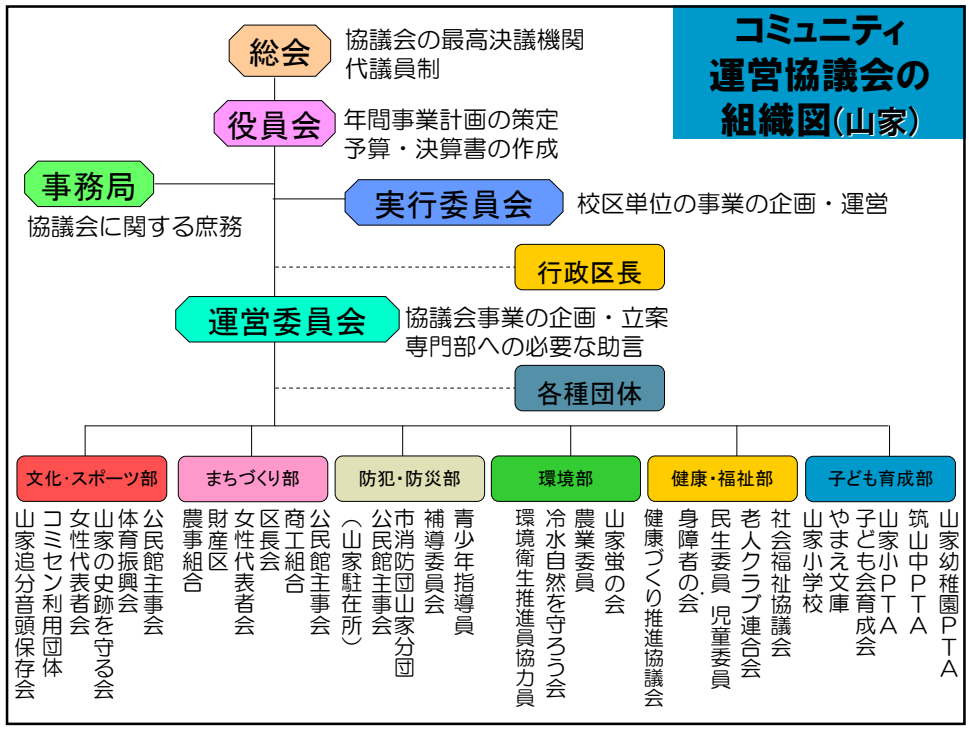 コミュニティ
運営協議会の
組織図(山家)
総会
協議会の最高決議機関
代議員制
役員会
年間事業計画の策定
予算・決算書の作成
事務局
協議会に関する庶務
実行委員会
校区単位の事業の企画・運営
行政区長
運営委員会
協議会事業の企画・立案
専門部への必要な助言
各種団体
文化・スポーツ部
公民館主事会
体育振興会
山家の史跡を守る会
女性代表者会
コミセン利用団体
山家追分音頭保存会
まちづくり部
公民館主事会
商工組合
区長会
女性代表者会
財産区
農事組合
防犯・防災部
青少年指導員
補導委員会
市消防団山家分団
公民館主事会
(山家駐在所)
環境部
山家蛍の会
農業委員
冷水自然を守ろう会
環境衛生推進員協力員
健康・福祉部
社会福祉協議会
老人クラブ連合会
民生委員 児童委員
身障者の会
健康づくり推進協議会
子ども育成部
山家幼稚園PTA
筑山中PTA
山家小PTA
子ども会育成会
やまえ文庫
山家小学校